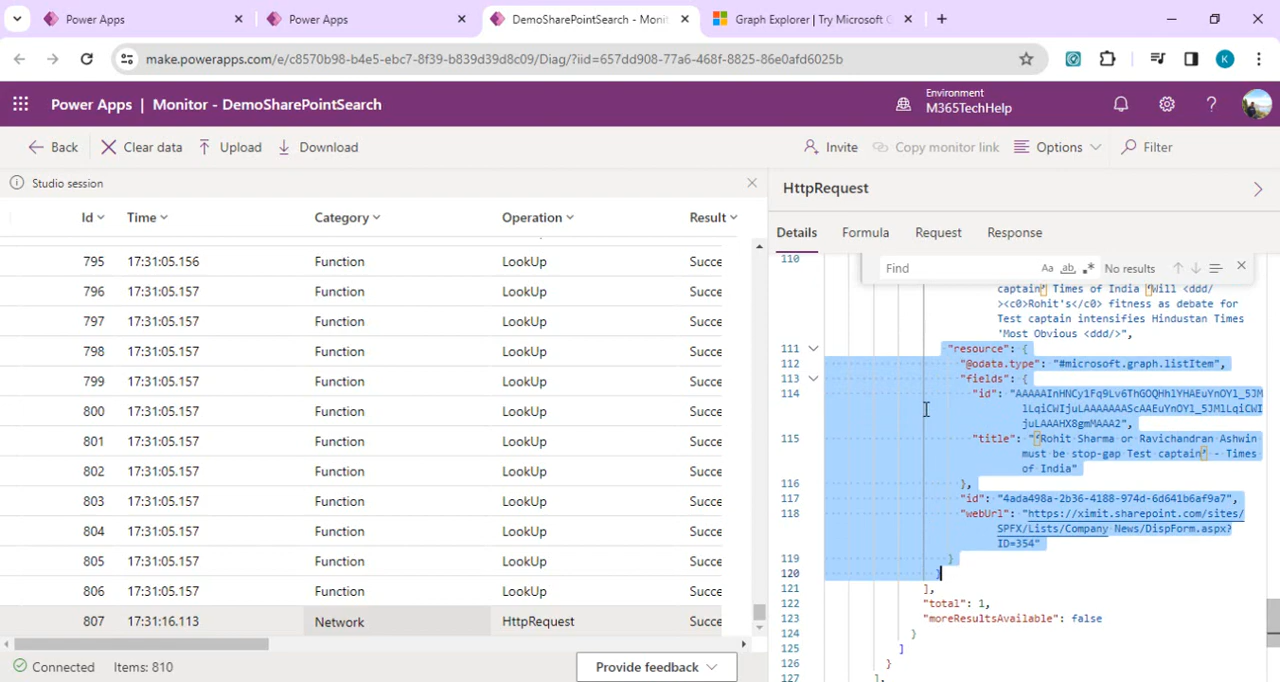 Power Apps
Power Apps
DemoSharePointSearch - Monit
Graph Explorer | Try Microsoft G
make.powerapps.com/e/c8570b98-b4e5-ebc7-8f39-b839d39d8c09/Diag/?iid=657dd908-77a6-468f-8825-86e0afd6025b
K
Power Apps | Monitor - DemoSharePointSearch
Environment
M365TechHelp
Back
Clear data
Upload
Download
Invite
Copy monitor link
Options
Filter
Studio session
Id Time Category Operation Result
795 17:31:05.156 Function LookUp Succe
796 17:31:05.157 Function LookUp Succe
797 17:31:05.157 Function LookUp Succe
798 17:31:05.157 Function LookUp Succe
799 17:31:05.157 Function LookUp Succe
800 17:31:05.157 Function LookUp Succe
801 17:31:05.157 Function LookUp Succe
802 17:31:05.157 Function LookUp Succe
803 17:31:05.157 Function LookUp Succe
804 17:31:05.157 Function LookUp Succe
805 17:31:05.157 Function LookUp Succe
806 17:31:05.157 Function LookUp Succe
807 17:31:16.113 Network HttpRequest Succe
Connected Items: 810
Provide feedback
HttpRequest
Details Formula Request Response
Find Aa ab .* No results
110
captain' Times of India 'Will <ddd/
><c0>Rohit's</c0> fitness as debate for
Test captain intensifies Hindustan Times
'Most Obvious <ddd/>",
111 "resource": {
112 "@odata.type": "#microsoft.graph.listItem",
113 "fields": {
114 "id":
115 "title": "'Rohit Sharma or Ravichandran Ashwin
must be stop-gap Test captain' - Times
of India"
116 },
117 "id": "4ada498a-2b36-4188-974d-6d641b6af9a7",
118 "webUrl": "https://ximit.sharepoint.com/sites/
SPFX/Lists/Company News/DispForm.aspx?
ID=354"
119 }
120 }
121 ],
122 "total": 1,
123 "moreResultsAvailable": false
124 }
125 ]
126 }
127 ],